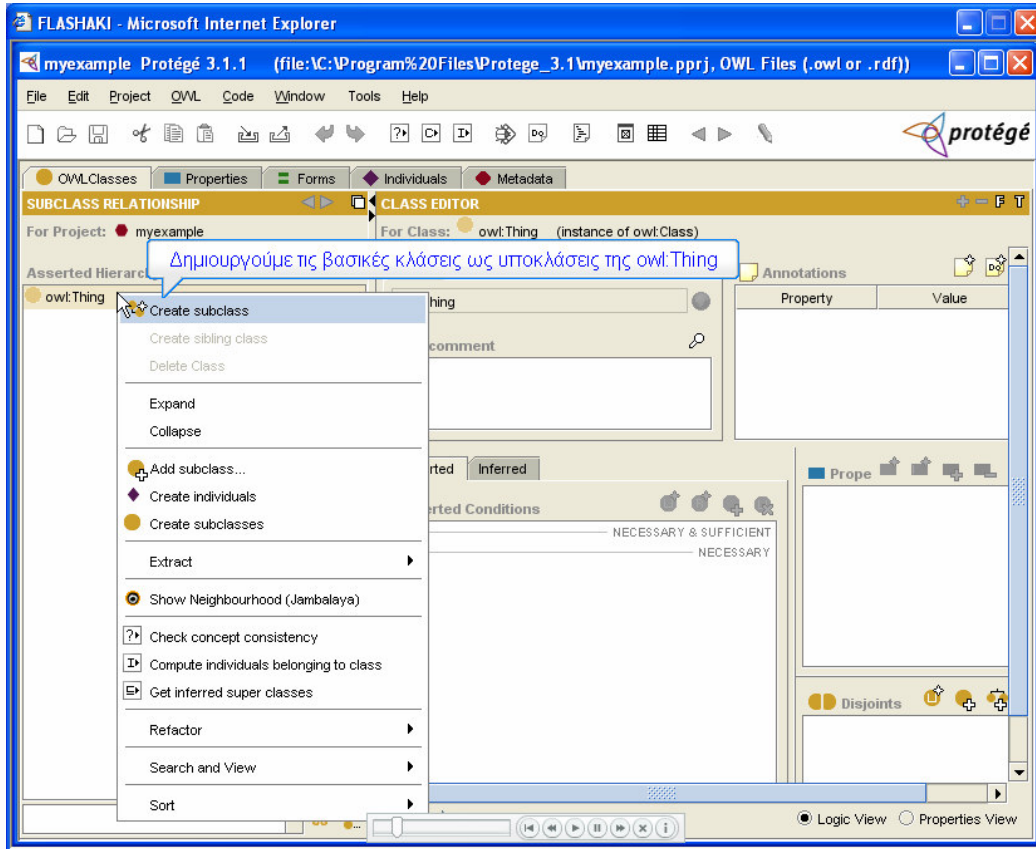 FLASHAKI - Microsoft Internet Explorer
myexample Protégé 3.1.1 (file:\C:\Program%20Files\Protege_3.1\myexample.pprj, OWL Files (.owl or .rdf))
File Edit Project OWL Code Window Tools Help
protégé
OWLClasses Properties Forms Individuals Metadata
SUBCLASS RELATIONSHIP CLASS EDITOR
For Project: myexample For Class: owl:Thing (instance of owl:Class)
Δημιουργούμε τις βασικές κλάσεις ως υποκλάσεις της owl:Thing
Asserted Hierarc Annotations
owl:Thing hing Property Value
Create subclass
Create sibling class
comment
Delete Class
Expand
Collapse
Add subclass...
rted Inferred
Prope
Create individuals
erted Conditions
Create subclasses
NECESSARY & SUFFICIENT
NECESSARY
Extract
Show Neighbourhood (Jambalaya)
Check concept consistency
Compute individuals belonging to class
Get inferred super classes
Disjoints
Refactor
Search and View
Sort
Logic View Properties View